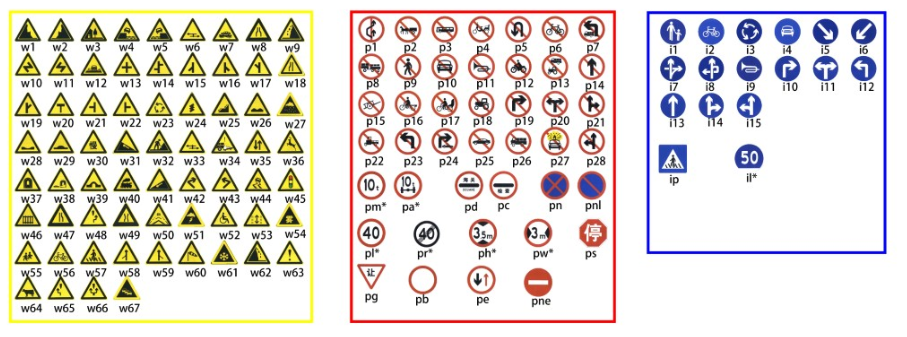 w1 w2 w3 w4 w5 w6 w7 w8 w9
w10 w11 w12 w13 w14 w15 w16 w17 w18
w19 w20 w21 w22 w23 w24 w25 w26 w27
w28 w29 w30 w31 w32 w33 w34 w35 w36
w37 w38 w39 w40 w41 w42 w43 w44 w45
w46 w47 w48 w49 w50 w51 w52 w53 w54
w55 w56 w57 w58 w59 w60 w61 w62 w63
w64 w65 w66 w67
p1 p2 p3 p4 p5 p6 p7
p8 p9 p10 p11 p12 p13 p14
p15 p16 p17 p18 p19 p20 p21
p22 p23 p24 p25 p26 p27 p28
10t 10t
pm* pa* pd pc pn pnl
40 40 3.5m 3m 停
pl* pr* ph* pw* ps
让
pg pb pe pne
i1 i2 i3 i4 i5 i6
i7 i8 i9 i10 i11 i12
i13 i14 i15
50
ip il*